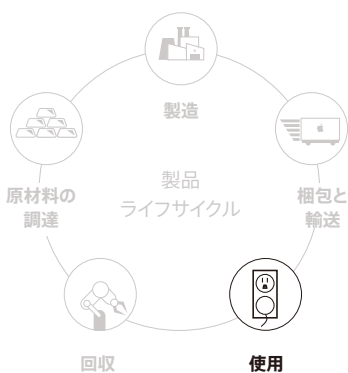 製造
原材料の
調達
製品
ライフサイクル
梱包と
輸送
回収
使用